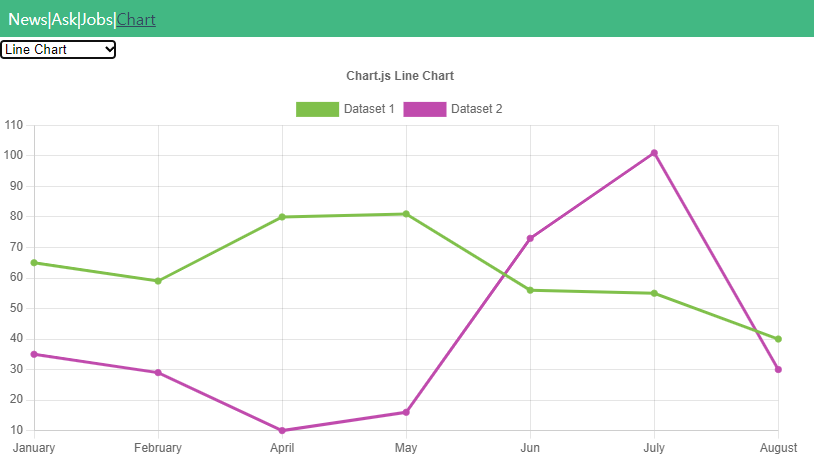 News|Ask|Jobs|Chart
Line Chart
Chart.js Line Chart
Dataset 1 Dataset 2
110
100
90
80
70
60
50
40
30
20
10
January February April May Jun July August